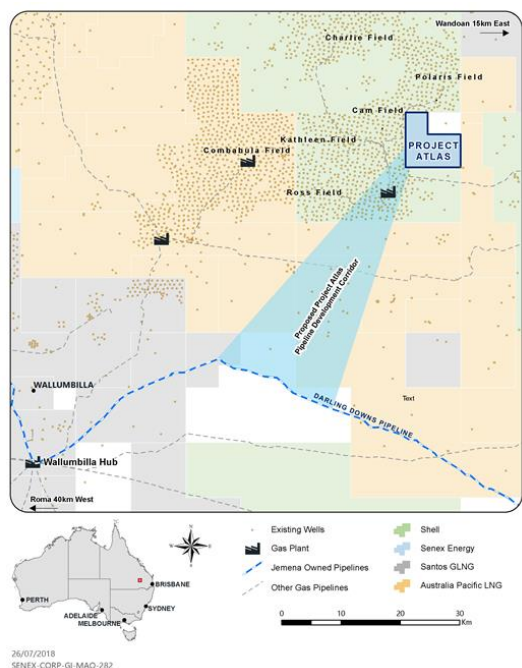 Wandoan 15km East
Charlie Field
Polaris Field
Cam Field
PROJECT
ATLAS
Kathleen Field
Combabula Field
Ross Field
Proposed Project Atlas
Pipeline Development Corridor
WALLUMBILLA
Text
DARLING DOWNS PIPELINE
Wallumbilla Hub
Roma 40km West
PERTH
ADELAIDE
MELBOURNE
SYDNEY
BRISBANE
Existing Wells
Gas Plant
Jemena Owned Pipelines
Other Gas Pipelines
Shell
Senex Energy
Santos GLNG
Australia Pacific LNG
0 10 20 30
Km
26/07/2018
SENEX-CORP-GI-MAO-282